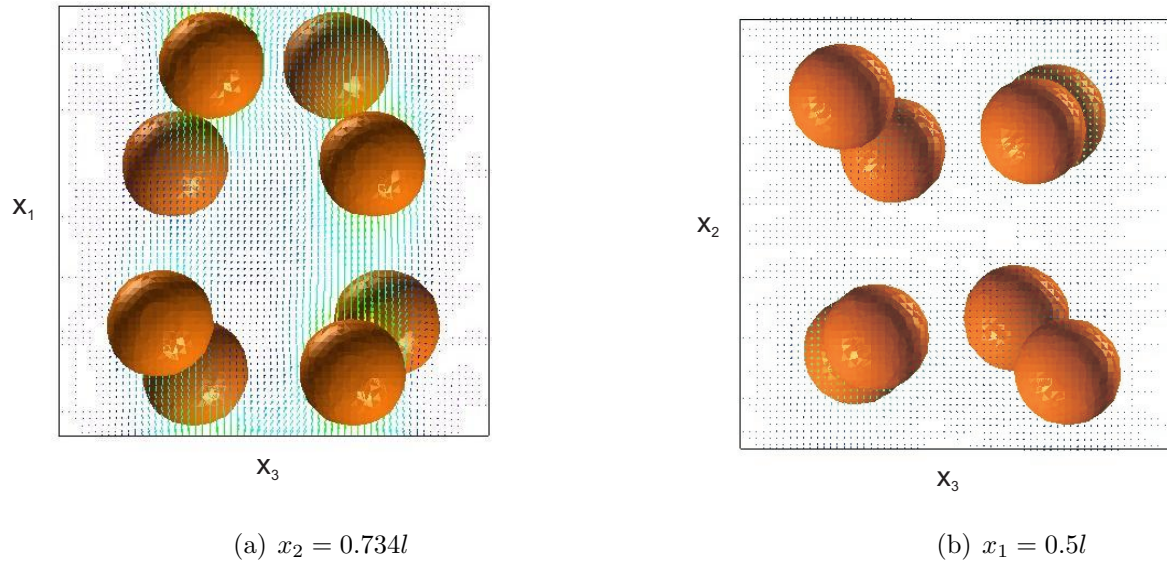 x₁
x₃
(a) x₂ = 0.734l
x₂
x₃
(b) x₁ = 0.5l